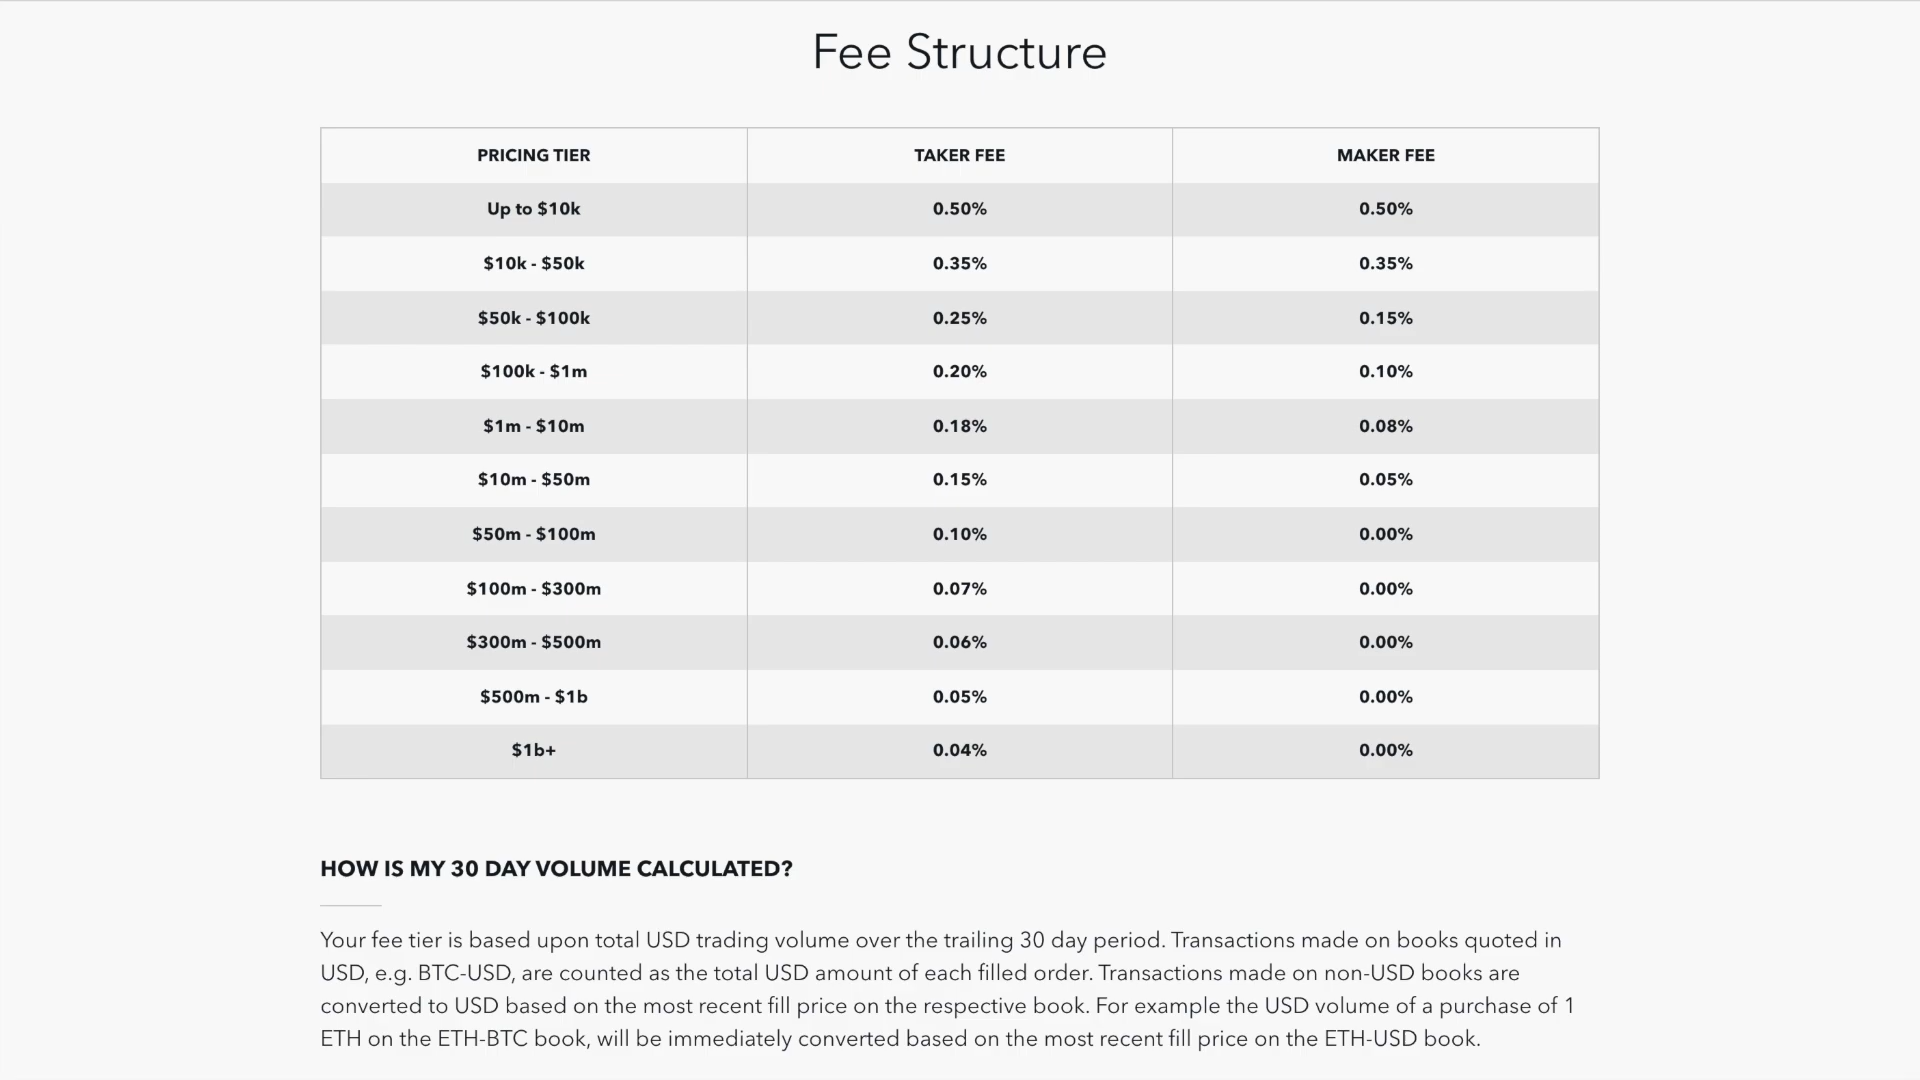 Fee Structure
PRICING TIER TAKER FEE MAKER FEE
Up to $10k 0.50% 0.50%
$10k - $50k 0.35% 0.35%
$50k - $100k 0.25% 0.15%
$100k - $1m 0.20% 0.10%
$1m - $10m 0.18% 0.08%
$10m - $50m 0.15% 0.05%
$50m - $100m 0.10% 0.00%
$100m - $300m 0.07% 0.00%
$300m - $500m 0.06% 0.00%
$500m - $1b 0.05% 0.00%
$1b+ 0.04% 0.00%
HOW IS MY 30 DAY VOLUME CALCULATED?
Your fee tier is based upon total USD trading volume over the trailing 30 day period. Transactions made on books quoted in
USD, e.g. BTC-USD, are counted as the total USD amount of each filled order. Transactions made on non-USD books are
converted to USD based on the most recent fill price on the respective book. For example the USD volume of a purchase of 1
ETH on the ETH-BTC book, will be immediately converted based on the most recent fill price on the ETH-USD book.